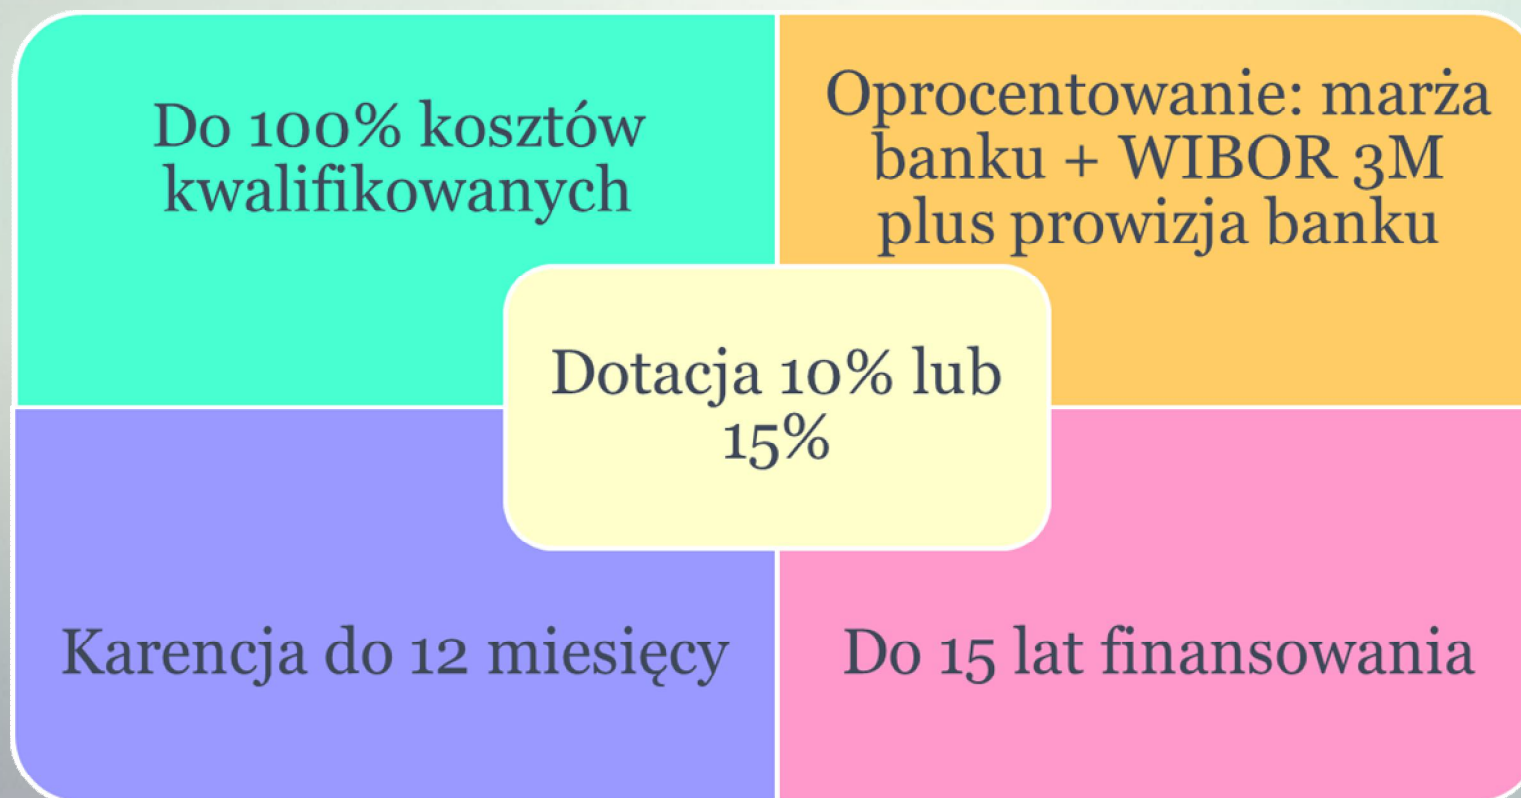 Do 100% kosztów
kwalifikowanych
Oprocentowanie: marża
banku + WIBOR 3M
plus prowizja banku
Dotacja 10% lub
15%
Karencja do 12 miesięcy
Do 15 lat finansowania